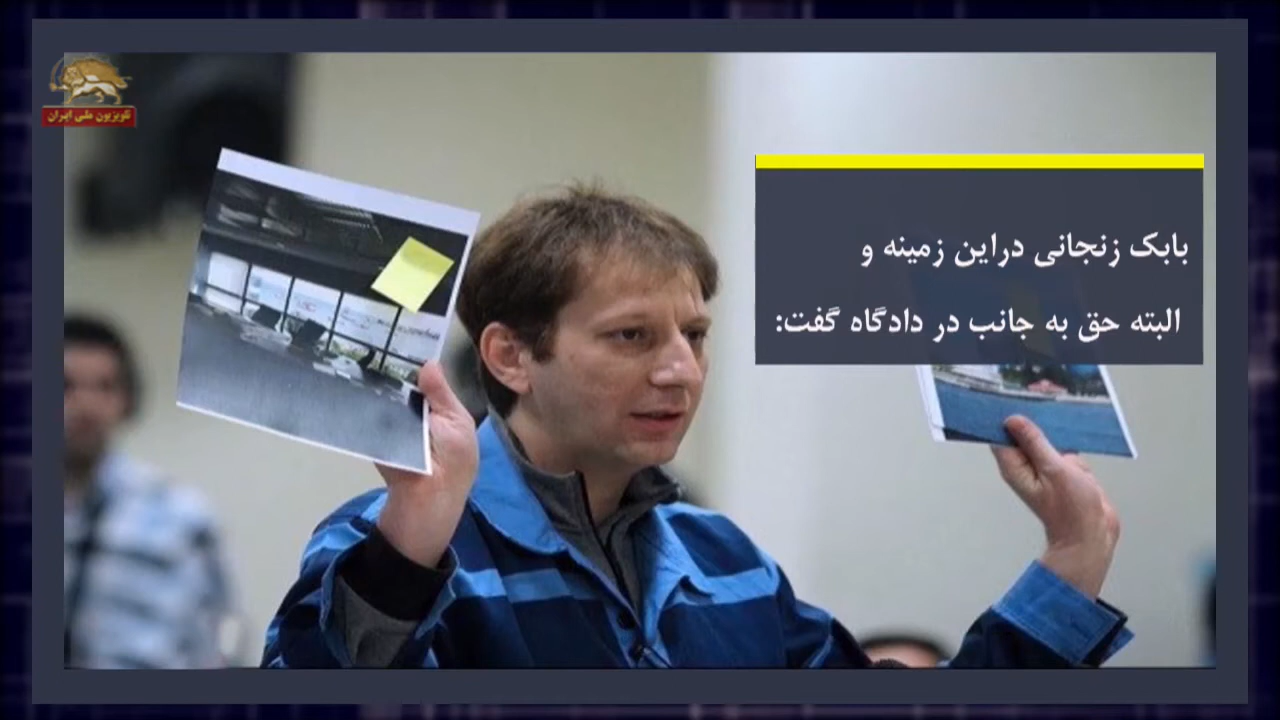 تلویزیون ملی ایران
بابک زنجانی دراین زمینه و
البته حق به جانب در دادگاه گفت: